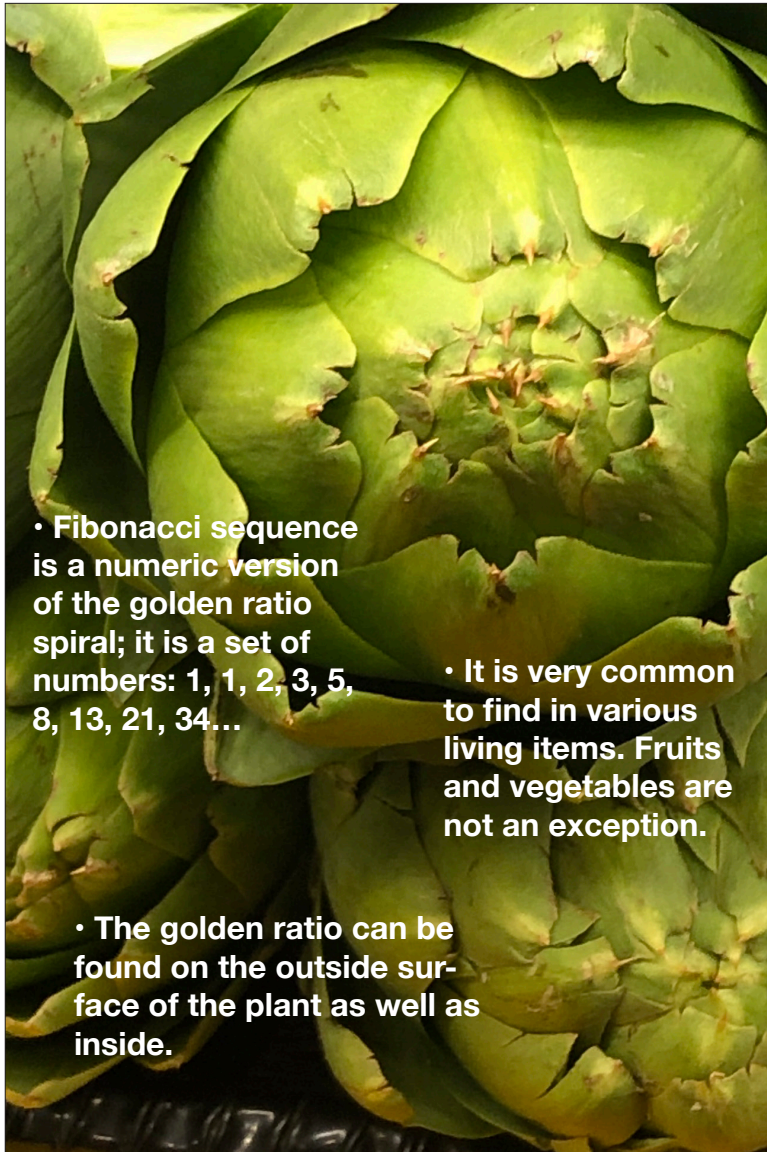 • Fibonacci sequence
is a numeric version
of the golden ratio
spiral; it is a set of
numbers: 1, 1, 2, 3, 5,
8, 13, 21, 34...
• It is very common
to find in various
living items. Fruits
and vegetables are
not an exception.
• The golden ratio can be
found on the outside sur-
face of the plant as well as
inside.